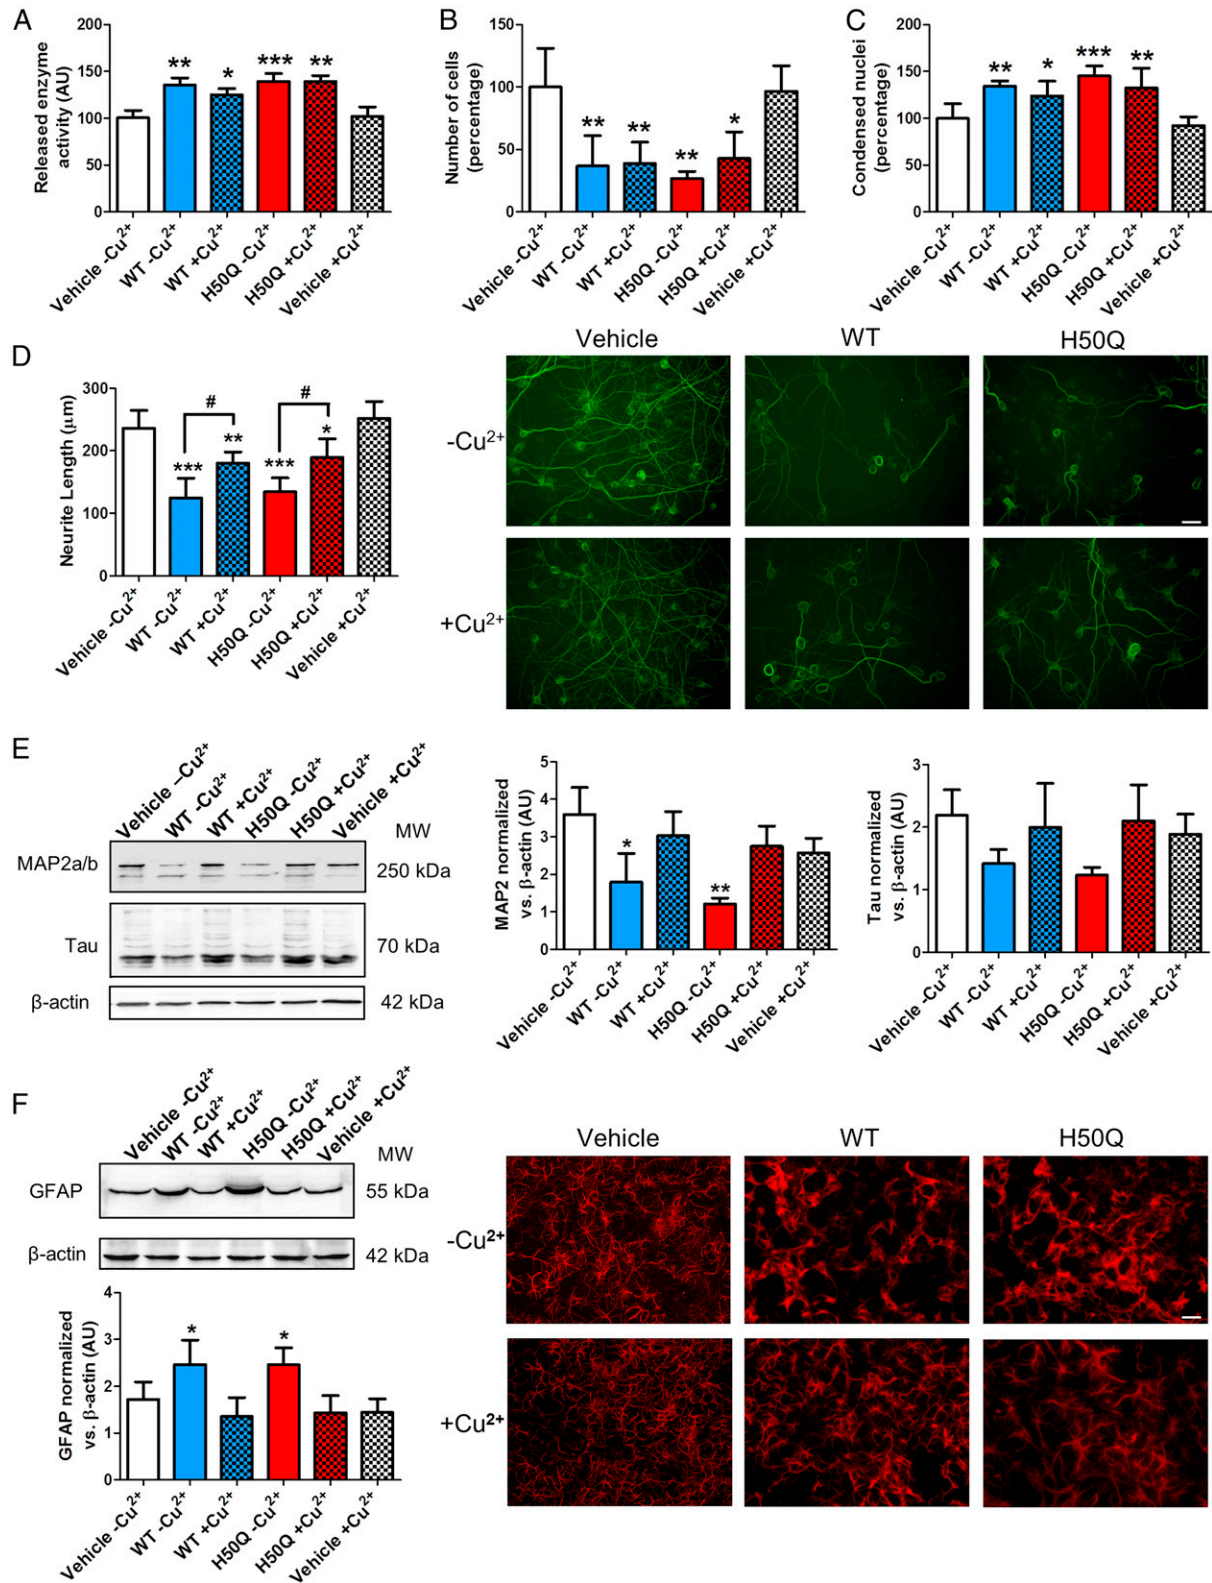 A
Released enzyme
activity (AU)
200
150
100
50
0
** * *** **
Vehicle -Cu²⁺
WT -Cu²⁺
WT +Cu²⁺
H50Q -Cu²⁺
H50Q +Cu²⁺
Vehicle +Cu²⁺
B
Number of cells
(percentage)
150
100
50
0
** ** ** *
Vehicle -Cu²⁺
WT -Cu²⁺
WT +Cu²⁺
H50Q -Cu²⁺
H50Q +Cu²⁺
Vehicle +Cu²⁺
C
Condensed nuclei
(percentage)
200
150
100
50
0
** * *** **
Vehicle -Cu²⁺
WT -Cu²⁺
WT +Cu²⁺
H50Q -Cu²⁺
H50Q +Cu²⁺
Vehicle +Cu²⁺
D
Neurite Length (µm)
300
200
100
0
# #
*** ** *** *
Vehicle -Cu²⁺
WT -Cu²⁺
WT +Cu²⁺
H50Q -Cu²⁺
H50Q +Cu²⁺
Vehicle +Cu²⁺
Vehicle WT H50Q
-Cu²⁺
+Cu²⁺
E
Vehicle –Cu²⁺
WT -Cu²⁺
WT +Cu²⁺
H50Q -Cu²⁺
H50Q +Cu²⁺
Vehicle +Cu²⁺
MW
MAP2a/b 250 kDa
Tau 70 kDa
β-actin 42 kDa
MAP2 normalized
vs. β-actin (AU)
5
4
3
2
1
0
* **
Vehicle -Cu²⁺
WT -Cu²⁺
WT +Cu²⁺
H50Q -Cu²⁺
H50Q +Cu²⁺
Vehicle +Cu²⁺
Tau normalized
vs. β-actin (AU)
3
2
1
0
Vehicle -Cu²⁺
WT -Cu²⁺
WT +Cu²⁺
H50Q -Cu²⁺
H50Q +Cu²⁺
Vehicle +Cu²⁺
F
Vehicle -Cu²⁺
WT -Cu²⁺
WT +Cu²⁺
H50Q -Cu²⁺
H50Q +Cu²⁺
Vehicle +Cu²⁺
MW
GFAP 55 kDa
β-actin 42 kDa
GFAP normalized
vs. β-actin (AU)
4
3
2
1
0
* *
Vehicle -Cu²⁺
WT -Cu²⁺
WT +Cu²⁺
H50Q -Cu²⁺
H50Q +Cu²⁺
Vehicle +Cu²⁺
Vehicle WT H50Q
-Cu²⁺
+Cu²⁺